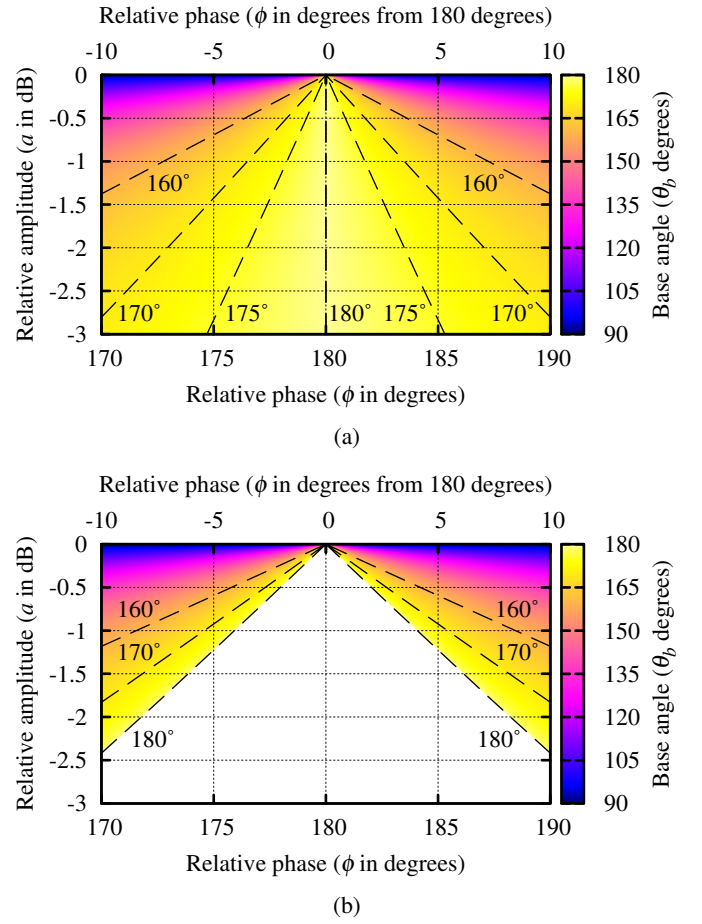 Relative phase (ϕ in degrees from 180 degrees)
-10 -5 0 5 10
Relative amplitude (a in dB)
0
-0.5
-1
-1.5
-2
-2.5
-3
160° 160°
170° 175° 180° 175° 170°
170 175 180 185 190
Relative phase (ϕ in degrees)
180
165
150
135
120
105
90
Base angle (θb degrees)
(a)
Relative phase (ϕ in degrees from 180 degrees)
-10 -5 0 5 10
Relative amplitude (a in dB)
0
-0.5
-1
-1.5
-2
-2.5
-3
160° 160°
170° 170°
180° 180°
170 175 180 185 190
Relative phase (ϕ in degrees)
180
165
150
135
120
105
90
Base angle (θb degrees)
(b)